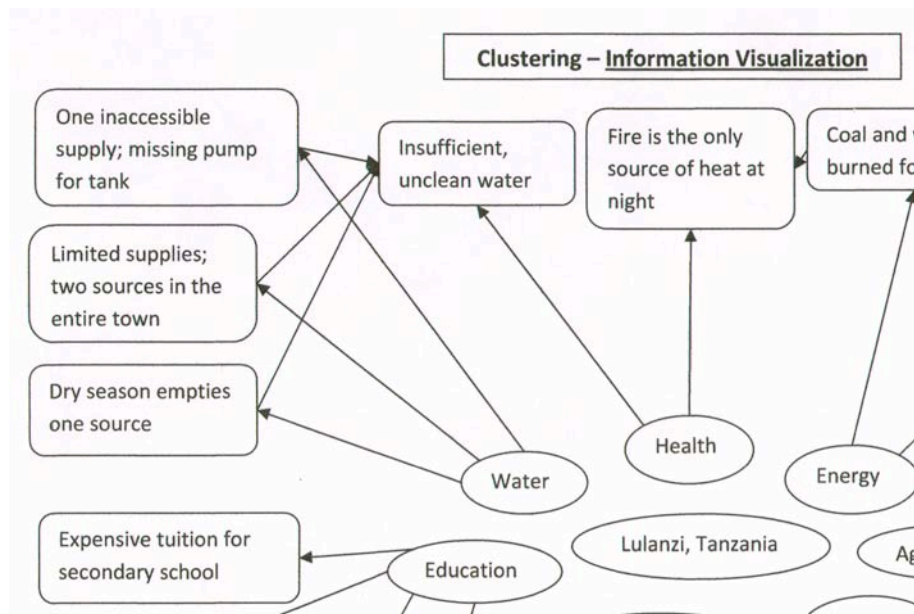 Clustering – Information Visualization
One inaccessible
supply; missing pump
for tank
Insufficient,
unclean water
Fire is the only
source of heat at
night
Coal and
burned
Limited supplies;
two sources in the
entire town
Dry season empties
one source
Health
Water
Energy
Expensive tuition for
secondary school
Lulanzi, Tanzania
Education